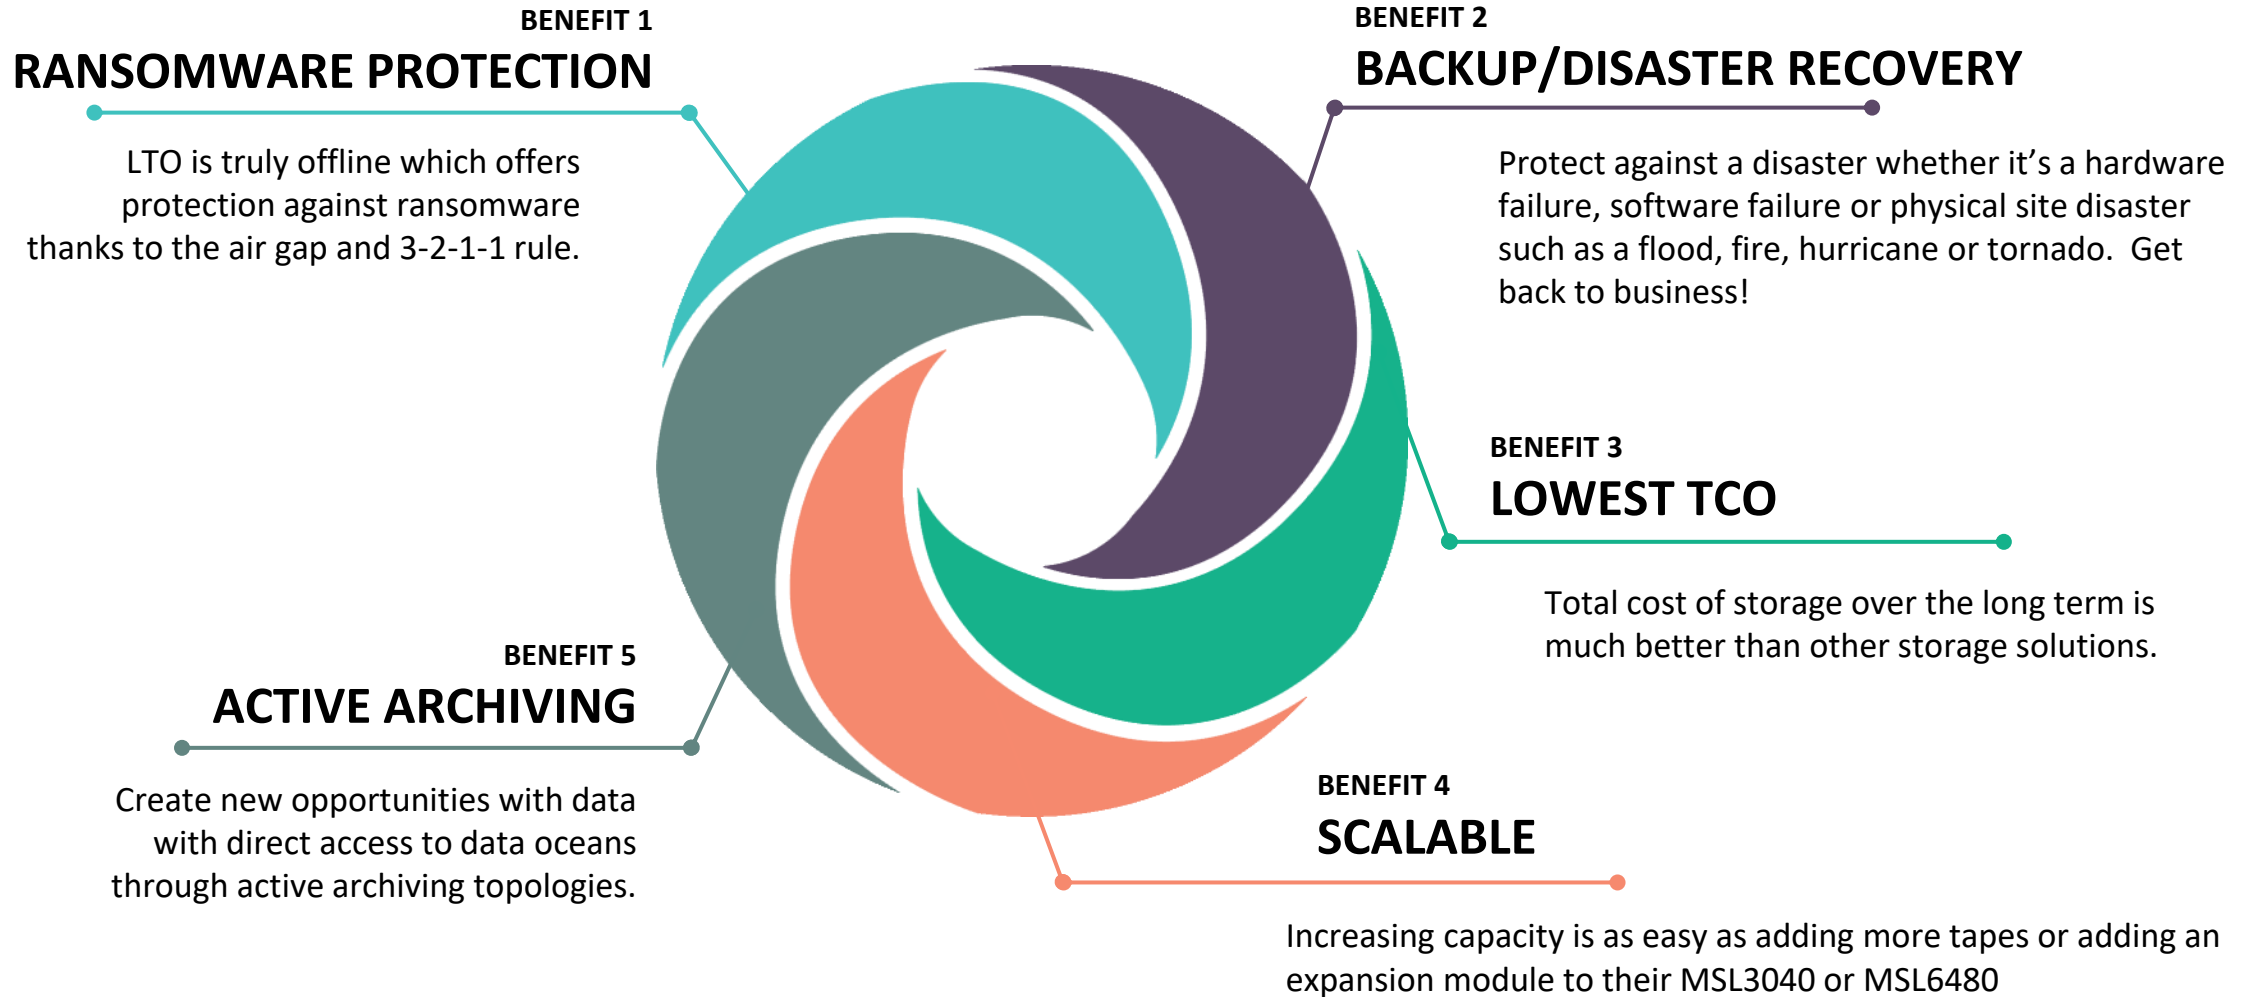 BENEFIT 1
RANSOMWARE PROTECTION
LTO is truly offline which offers
protection against ransomware
thanks to the air gap and 3-2-1-1 rule.
BENEFIT 2
BACKUP/DISASTER RECOVERY
Protect against a disaster whether it’s a hardware
failure, software failure or physical site disaster
such as a flood, fire, hurricane or tornado.  Get
back to business!
BENEFIT 3
LOWEST TCO
Total cost of storage over the long term is
much better than other storage solutions.
BENEFIT 4
SCALABLE
Increasing capacity is as easy as adding more tapes or adding an
expansion module to their MSL3040 or MSL6480
BENEFIT 5
ACTIVE ARCHIVING
Create new opportunities with data
with direct access to data oceans
through active archiving topologies.